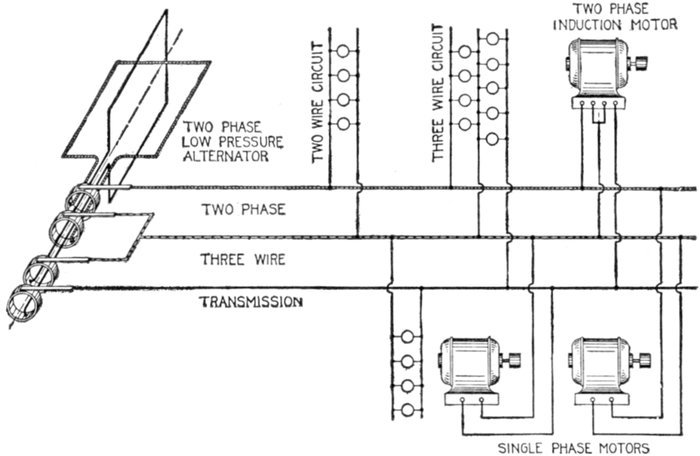 TWO PHASE
INDUCTION MOTOR
TWO WIRE CIRCUIT
THREE WIRE CIRCUIT
TWO PHASE
LOW PRESSURE
ALTERNATOR
TWO PHASE
THREE WIRE
TRANSMISSION
SINGLE PHASE MOTORS